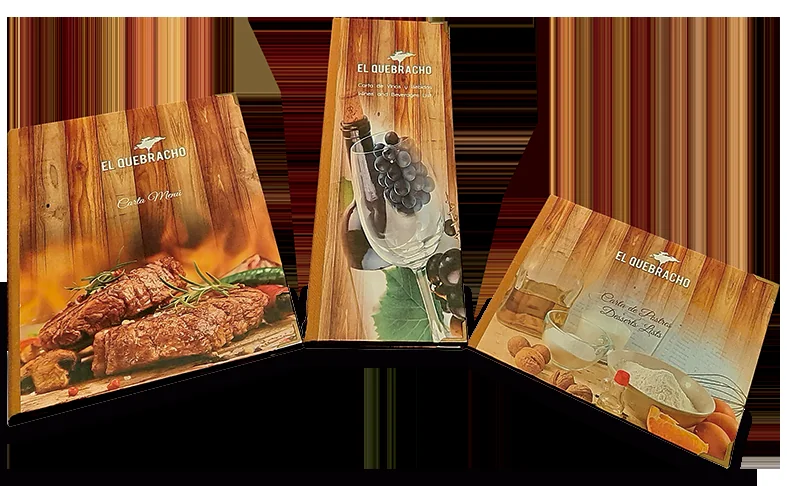 EL QUEBRACHO
Carta Menú
EL QUEBRACHO
Carta de Vinos y Bebidas
Wines and Beverages List
EL QUEBRACHO
Carta de Postres
Desserts Lists